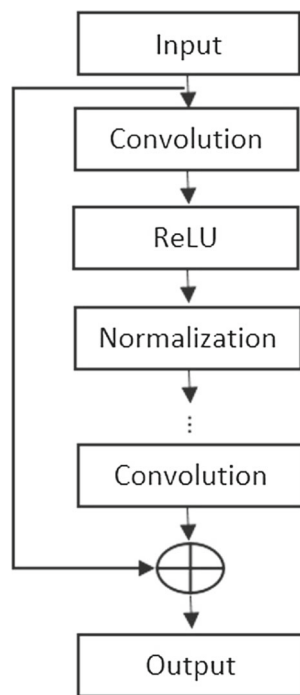 Input
Convolution
ReLU
Normalization
...
Convolution
Output